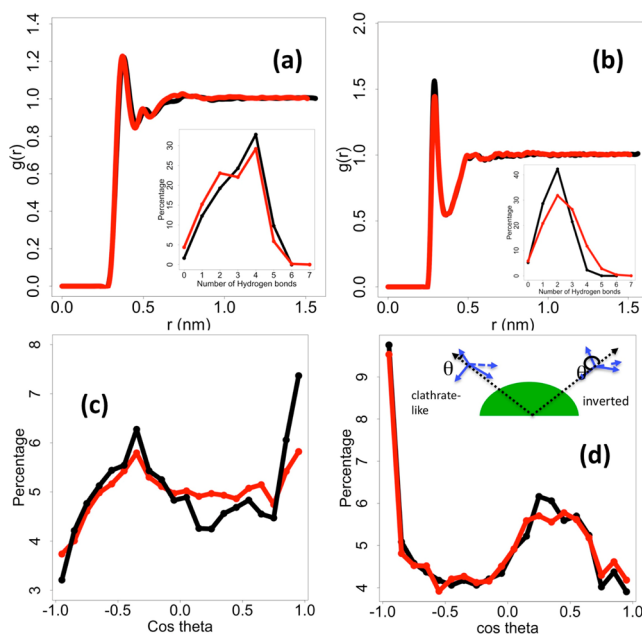 (a)
g(r)
1.4
1.2
1.0
0.8
0.6
0.4
0.2
0.0
0.0 0.5 1.0 1.5
r (nm)
Percentage
30
25
20
15
10
5
0
0 1 2 3 4 5 6 7
Number of Hydrogen bonds
(b)
g(r)
2.0
1.5
1.0
0.5
0.0
0.0 0.5 1.0 1.5
r (nm)
Percentage
40
30
20
10
0
0 1 2 3 4 5 6 7
Number of Hydrogen bonds
(c)
Percentage
8
7
6
5
4
3
-1.0 -0.5 0.0 0.5 1.0
Cos theta
(d)
Percentage
9
8
7
6
5
4
-1.0 -0.5 0.0 0.5 1.0
cos theta
θ
clathrate-
like
θ
inverted